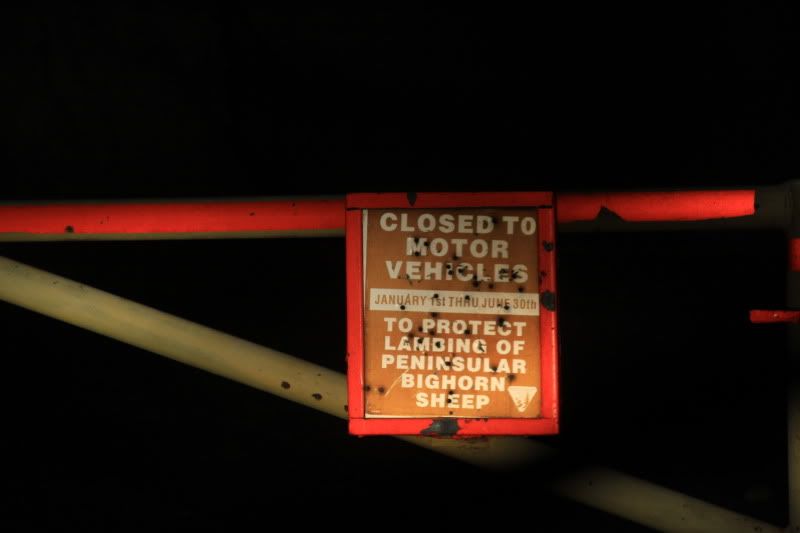 CLOSED TO
MOTOR
VEHICLES
JANUARY 1st THRU JUNE 30th
TO PROTECT
LAMBING OF
PENINSULAR
BIGHORN
SHEEP